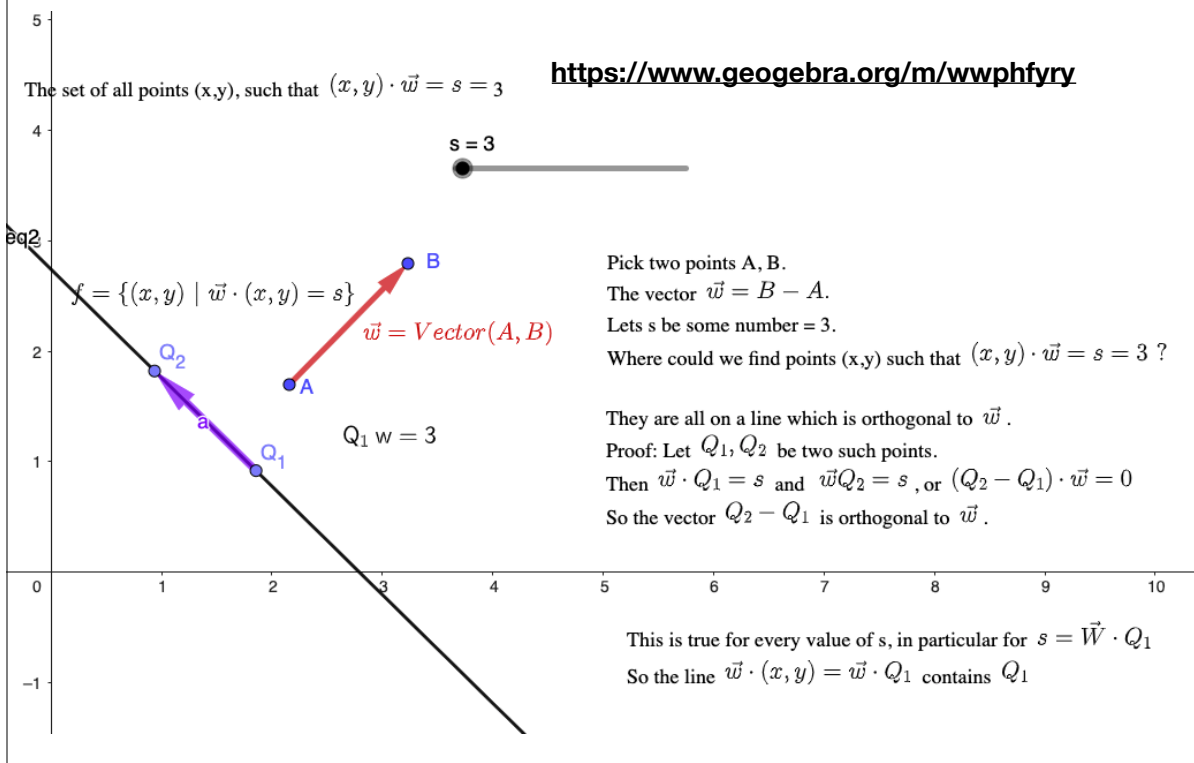 5
https://www.geogebra.org/m/wwphfyry
The set of all points (x,y), such that (x, y) · w⃗ = s = 3
4
s = 3
eq2
3
B
Pick two points A, B.
f = {(x, y) | w⃗ · (x, y) = s}
The vector w⃗ = B − A.
w⃗ = Vector(A, B)
Lets s be some number = 3.
2
Q₂
Where could we find points (x,y) such that (x, y) · w⃗ = s = 3 ?
A
a
They are all on a line which is orthogonal to w⃗ .
Q₁ w = 3
Proof: Let Q₁, Q₂ be two such points.
1
Q₁
Then w⃗ · Q₁ = s and w⃗Q₂ = s , or (Q₂ − Q₁) · w⃗ = 0
So the vector Q₂ − Q₁ is orthogonal to w⃗ .
0 1 2 3 4 5 6 7 8 9 10
This is true for every value of s, in particular for s = W⃗ · Q₁
So the line w⃗ · (x, y) = w⃗ · Q₁ contains Q₁
−1